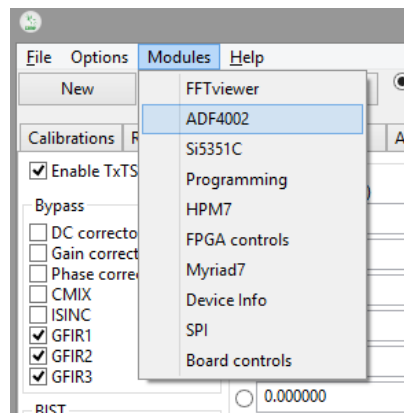 File Options Modules Help
New
FFTviewer
ADF4002
Si5351C
Programming
HPM7
FPGA controls
Myriad7
Device Info
SPI
Board controls
Calibrations R A
Enable TxTS
)
Bypass
DC correcto
Gain correct
Phase corre
CMIX
ISINC
GFIR1
GFIR2
GFIR3
BIST
0.000000